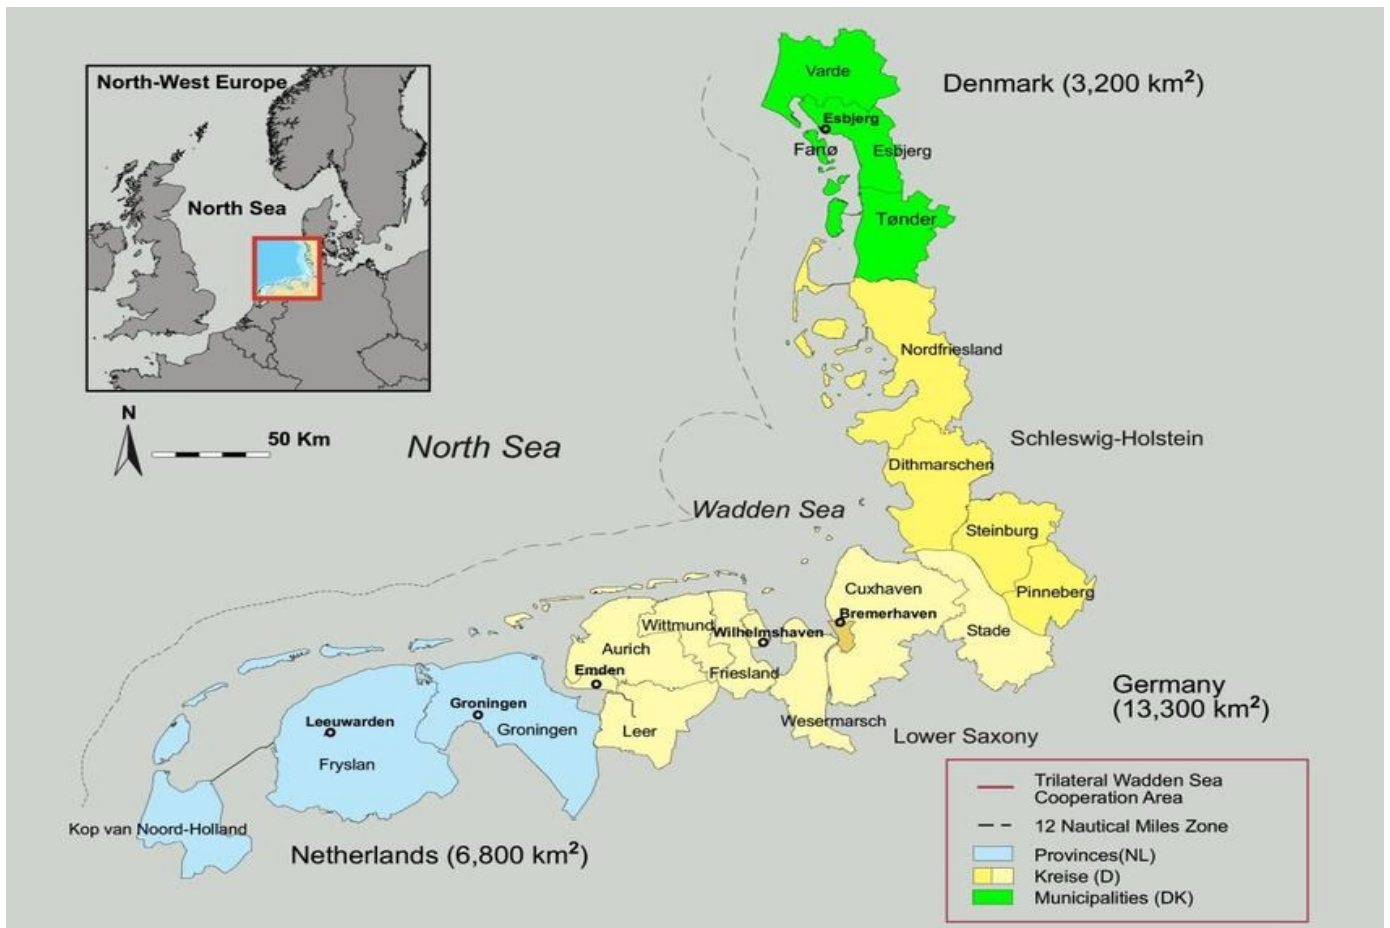 North-West Europe
North Sea
N
50 Km
North Sea
Wadden Sea
Denmark (3,200 km²)
Varde
Esbjerg
Fanø
Esbjerg
Tønder
Nordfriesland
Schleswig-Holstein
Dithmarschen
Steinburg
Pinneberg
Cuxhaven
Bremerhaven
Stade
Wittmund
Wilhelmshaven
Aurich
Friesland
Emden
Leer
Wesermarsch
Lower Saxony
Germany
(13,300 km²)
Groningen
Groningen
Leeuwarden
Fryslan
Kop van Noord-Holland
Netherlands (6,800 km²)
Trilateral Wadden Sea
Cooperation Area
12 Nautical Miles Zone
Provinces(NL)
Kreise (D)
Municipalities (DK)